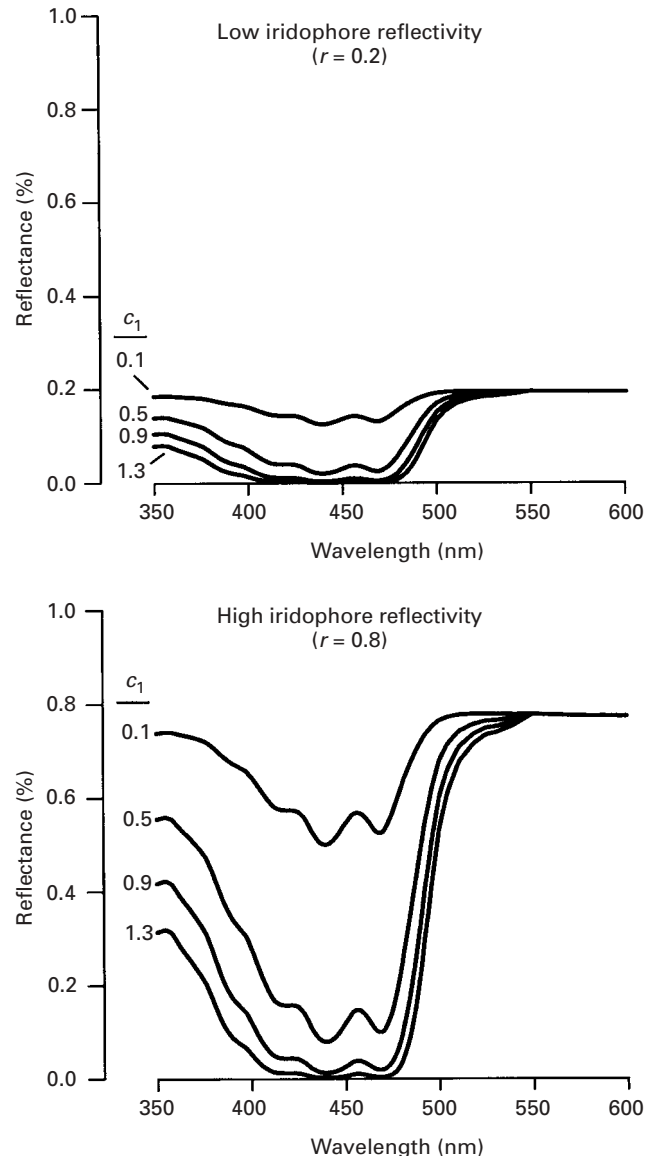 Low iridophore reflectivity
(r = 0.2)
1.0
0.8
0.6
0.4
0.2
0.0
Reflectance (%)
c1
0.1
0.5
0.9
1.3
350 400 450 500 550 600
Wavelength (nm)
High iridophore reflectivity
(r = 0.8)
1.0
0.8
0.6
0.4
0.2
0.0
Reflectance (%)
c1
0.1
0.5
0.9
1.3
350 400 450 500 550 600
Wavelength (nm)